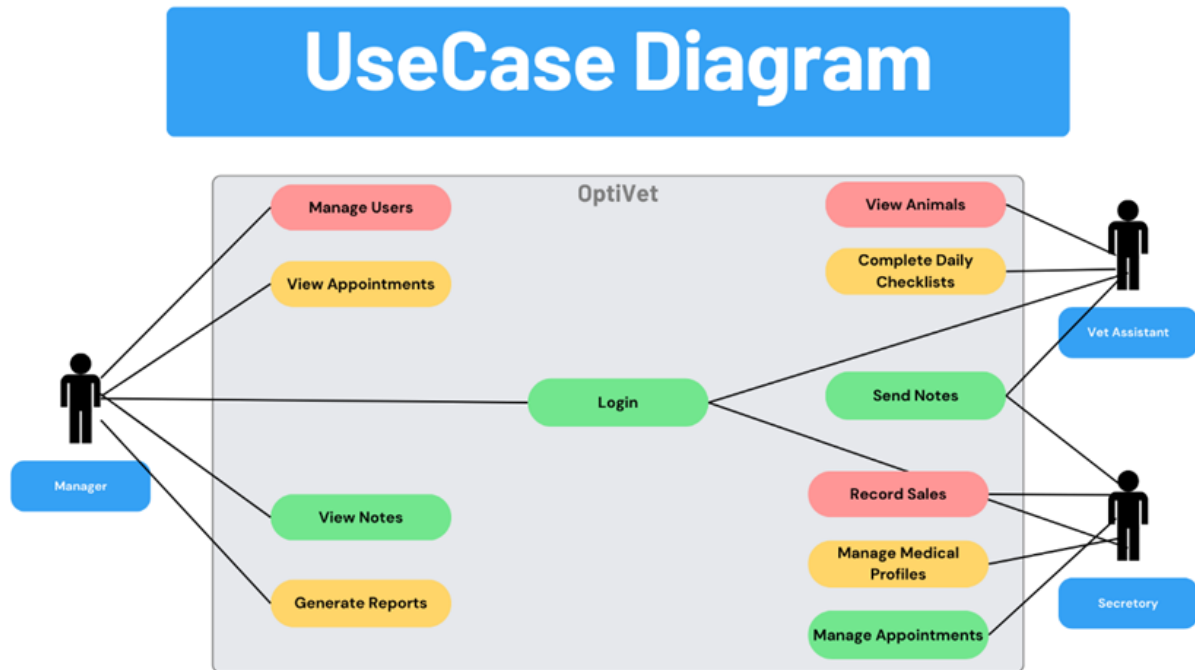 UseCase Diagram
OptiVet
Manage Users
View Appointments
Manager
View Notes
Generate Reports
Login
View Animals
Complete Daily
Checklists
Send Notes
Record Sales
Manage Medical
Profiles
Manage Appointments
Vet Assistant
Secretory